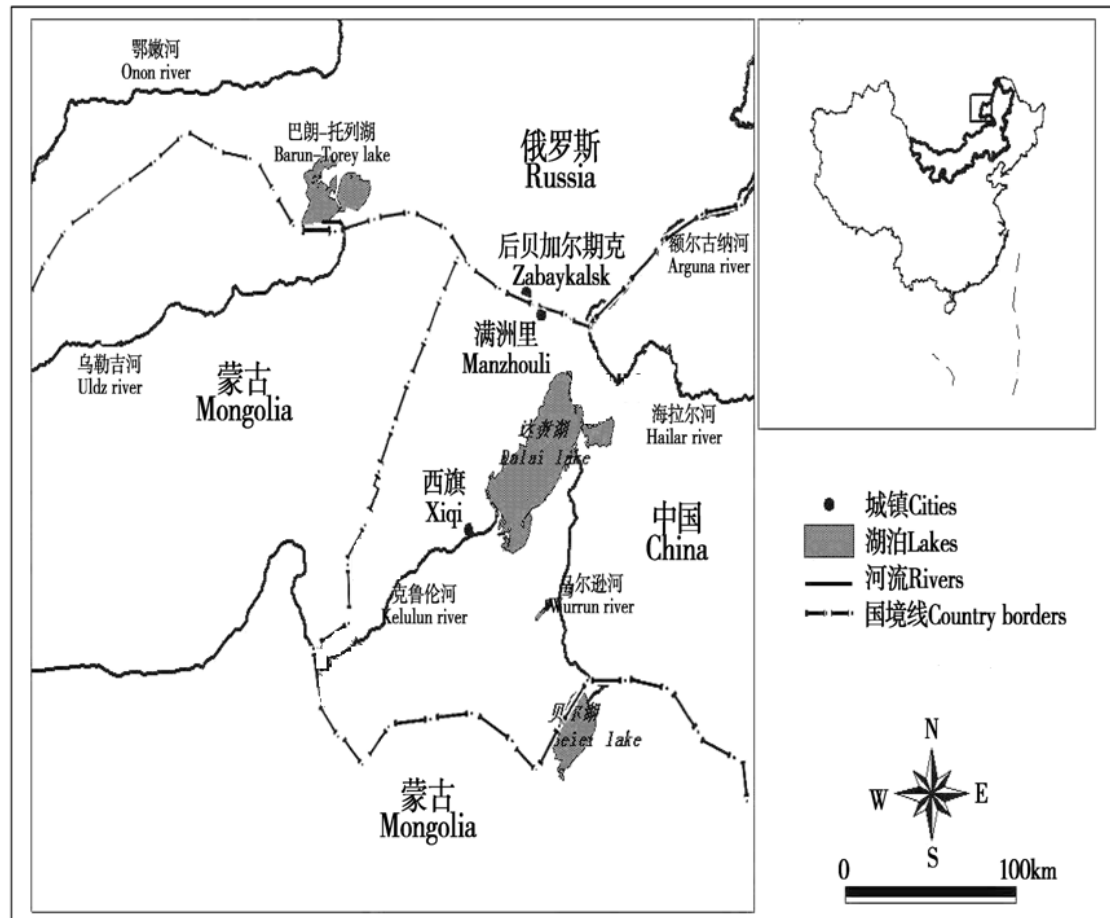 鄂嫩河
Onon river
巴朗-托列湖
Barun-Torey lake
俄罗斯
Russia
后贝加尔期克
Zabaykalsk
额尔古纳河
Arguna river
满洲里
Manzhouli
乌勒吉河
Uldz river
蒙古
Mongolia
海拉尔河
Hailar river
达赉湖
Dalai lake
西旗
Xiqi
中国
China
克鲁伦河
Kelulun river
乌尔逊河
Wurrun river
贝尔湖
lake
蒙古
Mongolia
城镇Cities
湖泊Lakes
河流Rivers
国境线Country borders
N
W
E
S
0
100km